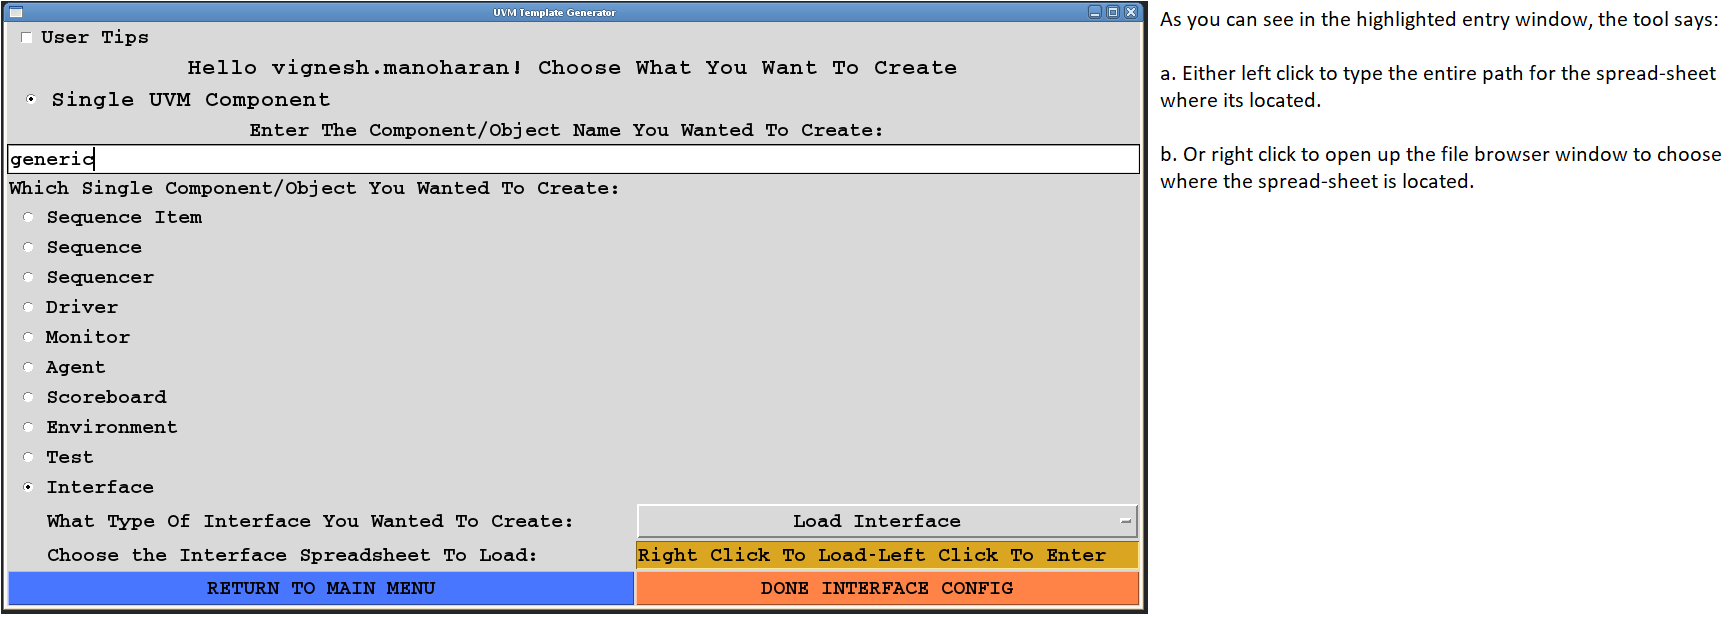 UVM Template Generator
User Tips
Hello vignesh.manoharan! Choose What You Want To Create
Single UVM Component
Enter The Component/Object Name You Wanted To Create:
generic
Which Single Component/Object You Wanted To Create:
Sequence Item
Sequence
Sequencer
Driver
Monitor
Agent
Scoreboard
Environment
Test
Interface
What Type Of Interface You Wanted To Create:
Load Interface
Choose the Interface Spreadsheet To Load:
Right Click To Load-Left Click To Enter
RETURN TO MAIN MENU
DONE INTERFACE CONFIG
As you can see in the highlighted entry window, the tool says:
a. Either left click to type the entire path for the spread-sheet
where its located.
b. Or right click to open up the file browser window to choose
where the spread-sheet is located.